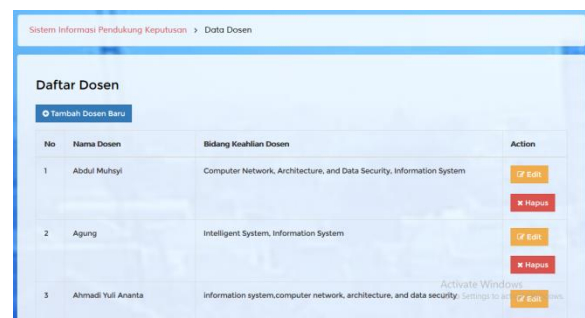 Sistem Informasi Pendukung Keputusan > Data Dosen
Daftar Dosen
Tambah Dosen Baru
No Nama Dosen Bidang Keahlian Dosen Action
1 Abdul Muhsyi Computer Network, Architecture, and Data Security, Information System Edit
Hapus
2 Agung Intelligent System, Information System Edit
Hapus
Activate Windows
3 Ahmadi Yuli Ananta information system,computer network, architecture, and data security Edit
Settings to